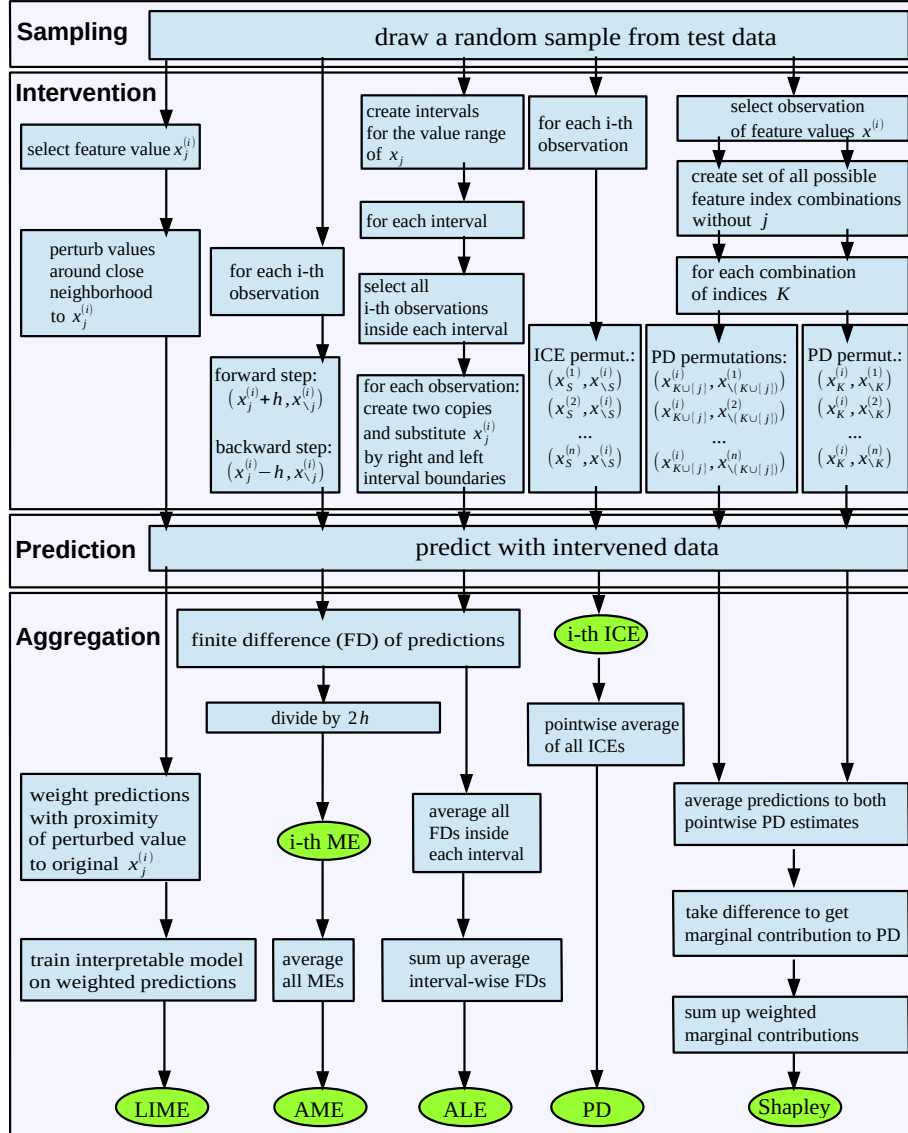 Sampling
draw a random sample from test data
Intervention
select feature value x_j^(i)
perturb values
around close
neighborhood
to x_j^(i)
for each i-th
observation
forward step:
(x_j^(i)+h, x_\j^(i))
backward step:
(x_j^(i)−h, x_\j^(i))
create intervals
for the value range
of x_j
for each interval
select all
i-th observations
inside each interval
for each observation:
create two copies
and substitute x_j^(i)
by right and left
interval boundaries
for each i-th
observation
ICE permut.:
(x_S^(1), x_\S^(i))
(x_S^(2), x_\S^(i))
...
(x_S^(n), x_\S^(i))
select observation
of feature values x^(i)
create set of all possible
feature index combinations
without j
for each combination
of indices K
PD permutations:
(x_K∪{j}^(i), x_\(K∪{j})^(1))
(x_K∪{j}^(i), x_\(K∪{j})^(2))
...
(x_K∪{j}^(i), x_\(K∪{j})^(n))
PD permut.:
(x_K^(i), x_\K^(1))
(x_K^(i), x_\K^(2))
...
(x_K^(i), x_\K^(n))
Prediction
predict with intervened data
Aggregation
finite difference (FD) of predictions
i-th ICE
divide by 2h
pointwise average
of all ICEs
weight predictions
with proximity
of perturbed value
to original x_j^(i)
i-th ME
average all
FDs inside
each interval
average predictions to both
pointwise PD estimates
take difference to get
marginal contribution to PD
train interpretable model
on weighted predictions
average
all MEs
sum up average
interval-wise FDs
sum up weighted
marginal contributions
LIME
AME
ALE
PD
Shapley